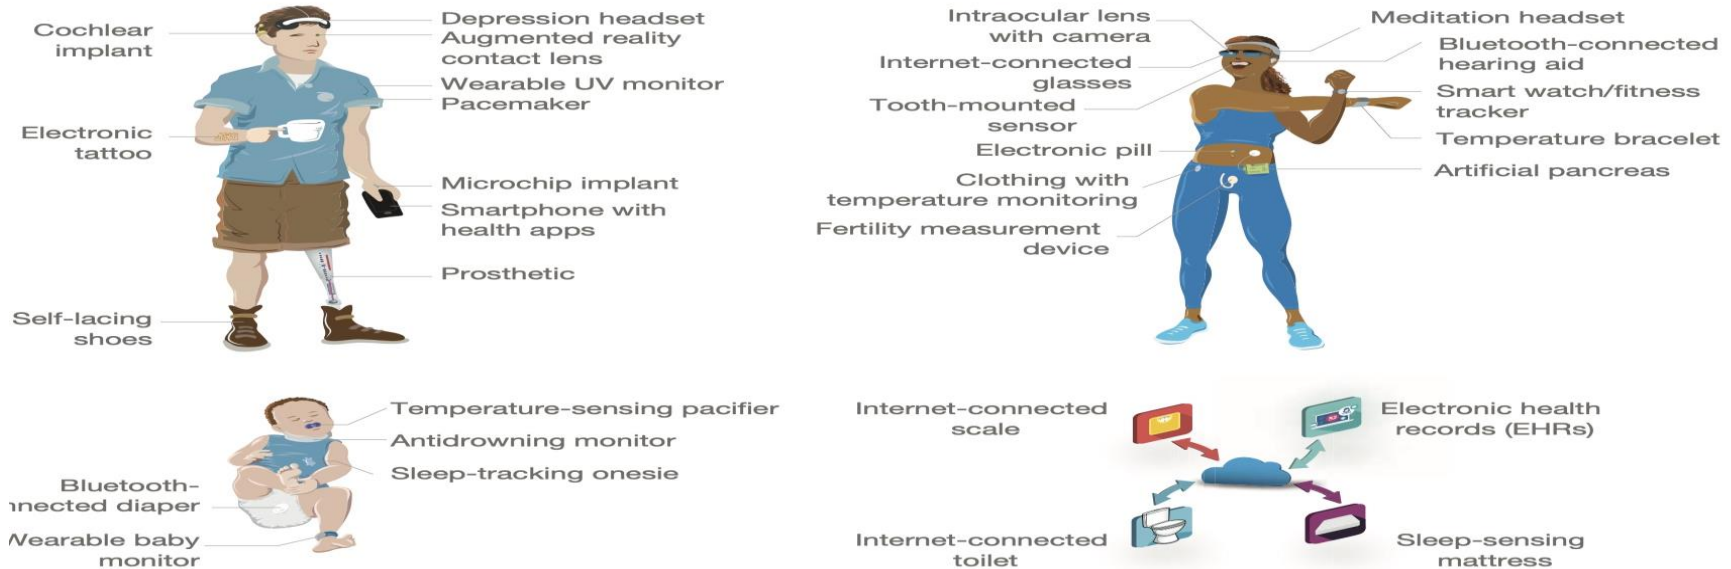 Cochlear
implant
Depression headset
Augmented reality
contact lens
Wearable UV monitor
Pacemaker
Electronic
tattoo
Microchip implant
Smartphone with
health apps
Prosthetic
Self-lacing
shoes
Intraocular lens
with camera
Internet-connected
glasses
Tooth-mounted
sensor
Electronic pill
Clothing with
temperature monitoring
Fertility measurement
device
Meditation headset
Bluetooth-connected
hearing aid
Smart watch/fitness
tracker
Temperature bracelet
Artificial pancreas
Temperature-sensing pacifier
Antidrowning monitor
Sleep-tracking onesie
Bluetooth-
nnected diaper
Wearable baby
monitor
Internet-connected
scale
Electronic health
records (EHRs)
Internet-connected
toilet
Sleep-sensing
mattress